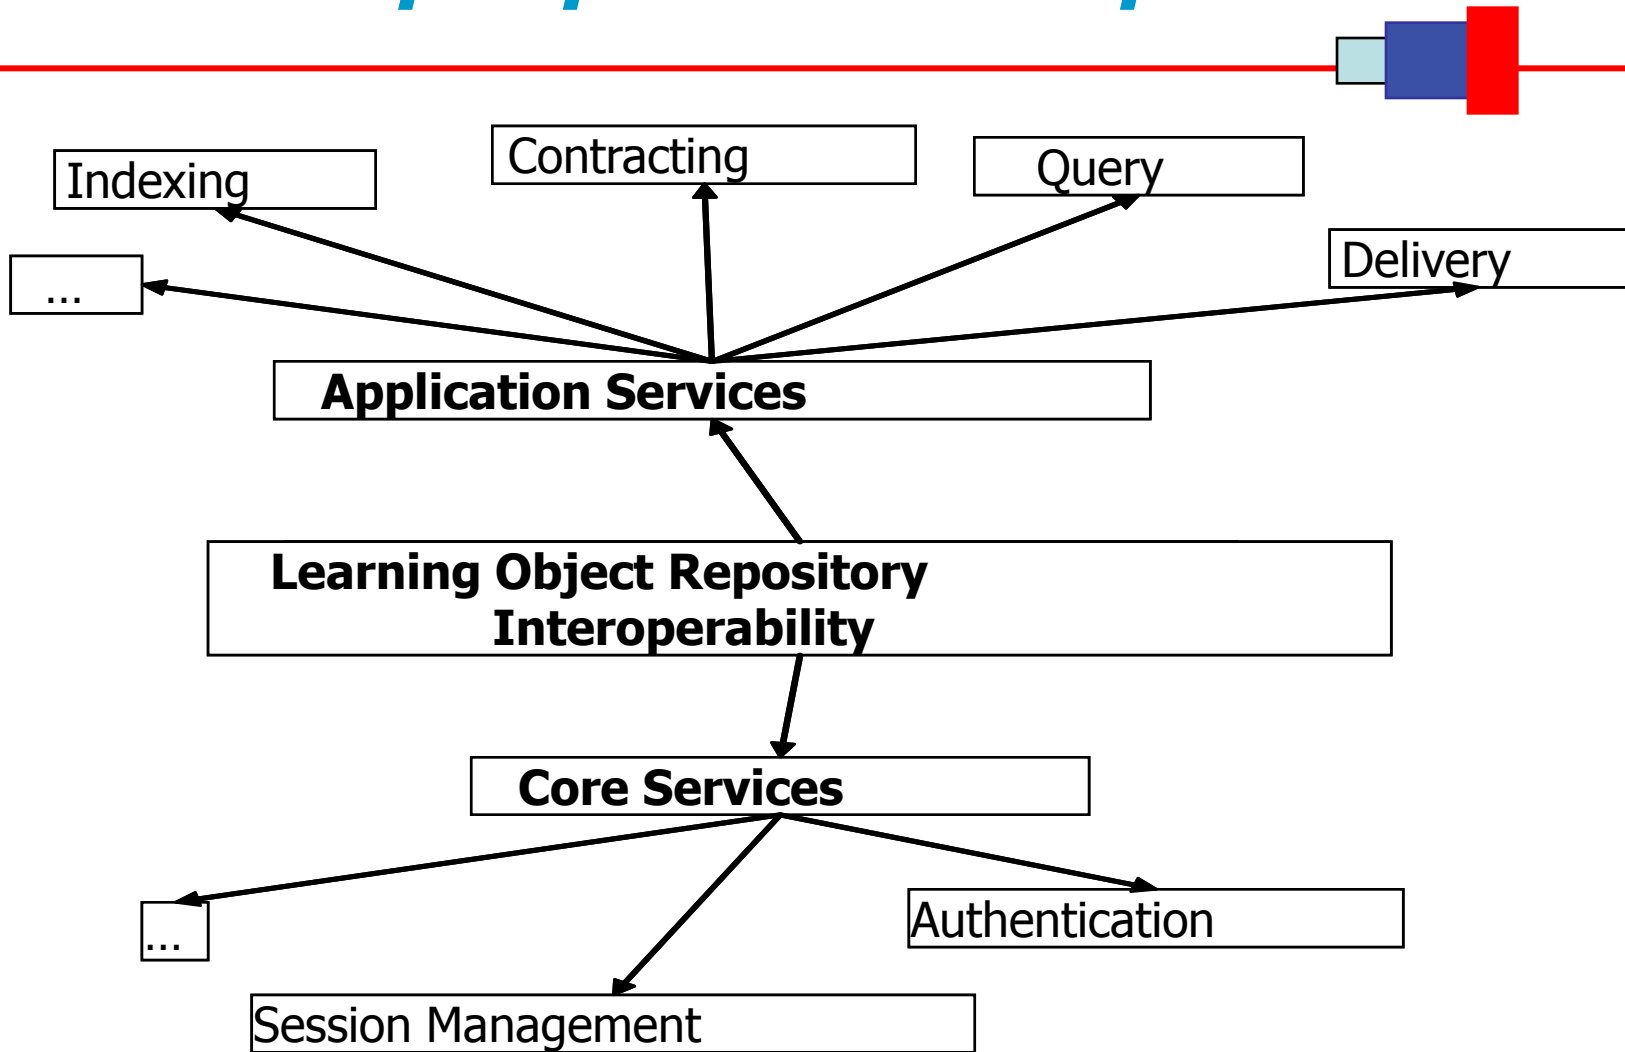 Contracting
Query
Indexing
Delivery
...
Application Services
Learning Object Repository
Interoperability
Core Services
...
Authentication
Session Management